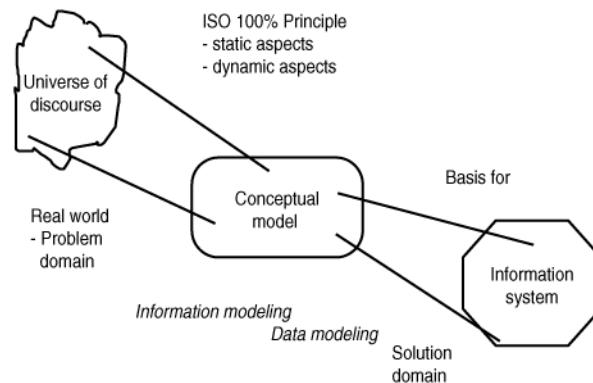 ISO 100% Principle
- static aspects
- dynamic aspects
Universe of
discourse
Basis for
Conceptual
model
Real world
- Problem
domain
Information
system
Information modeling
Data modeling
Solution
domain